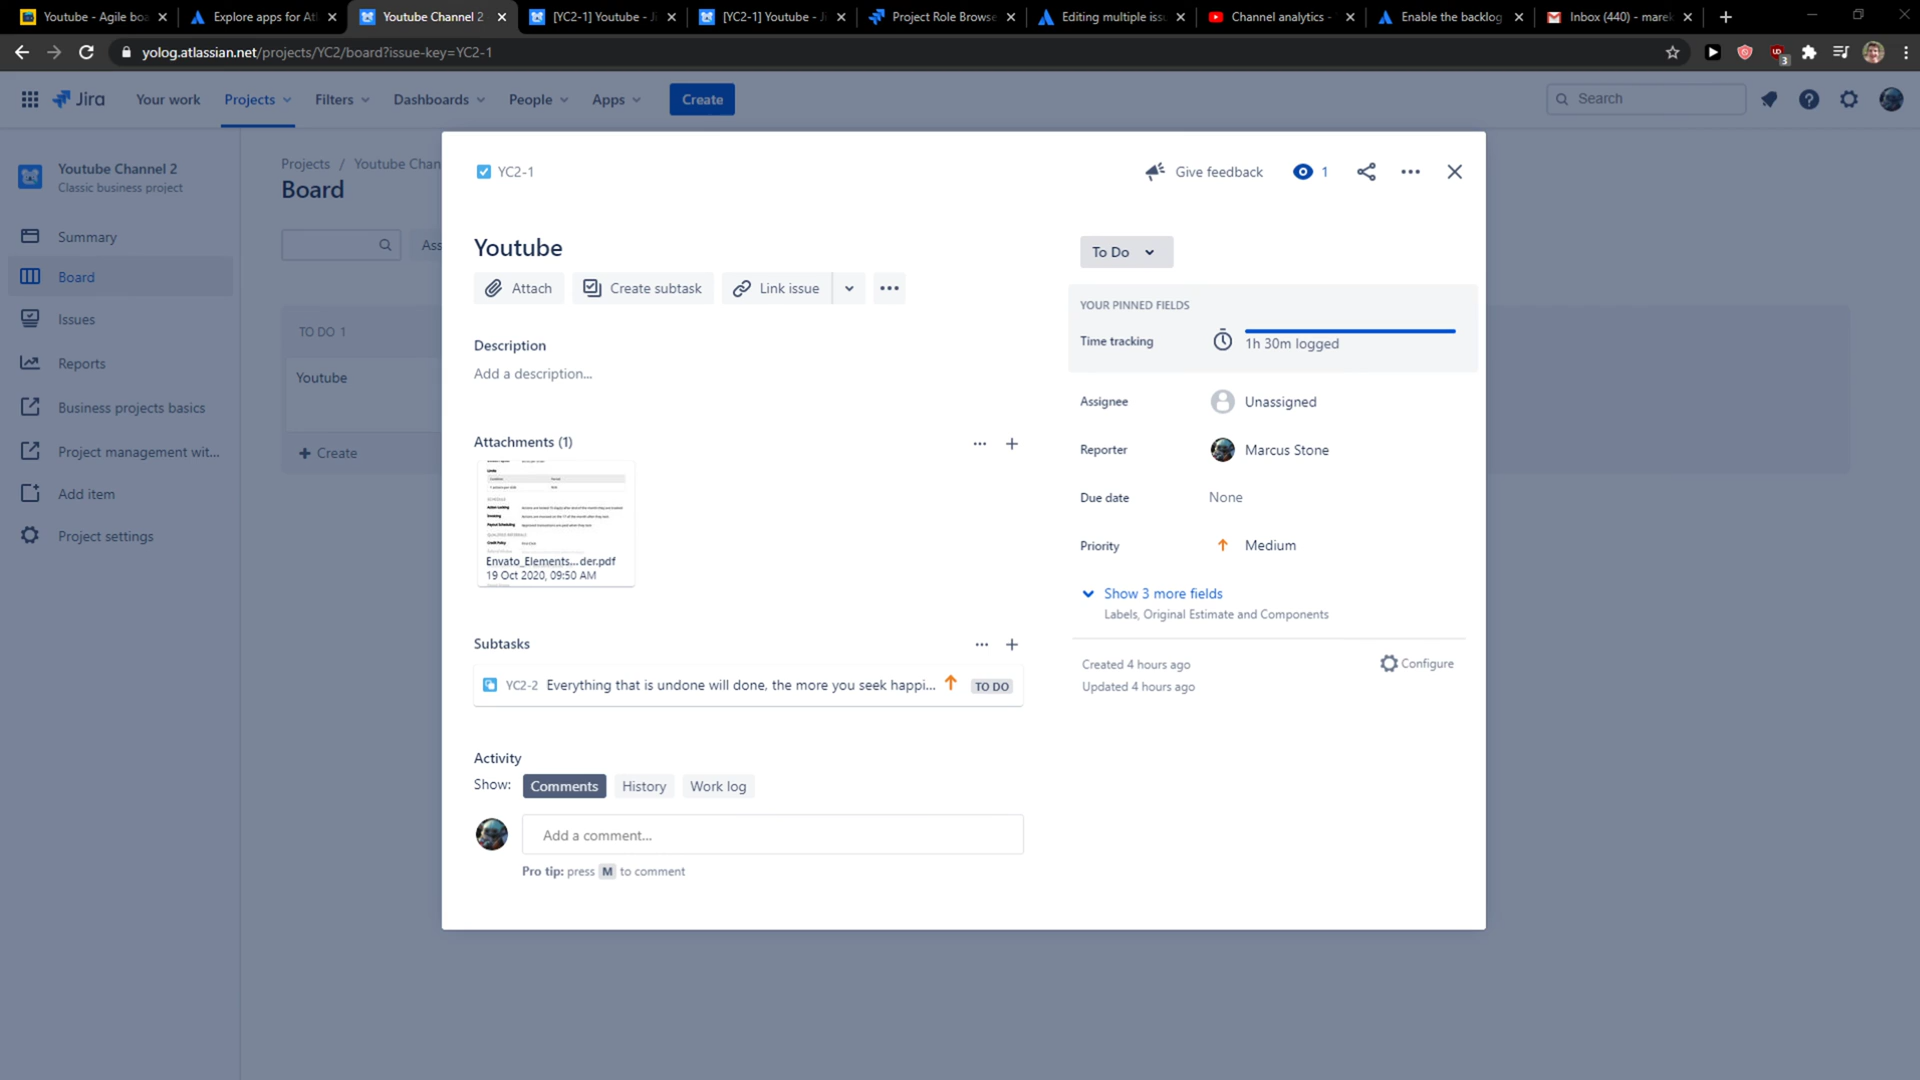 Youtube - Agile boa
Explore apps for Atl
Youtube Channel 2
[YC2-1] Youtube - Ji
[YC2-1] Youtube - Ji
Project Role Browse
Editing multiple issu
Channel analytics -
Enable the backlog
Inbox (440) - marek
yolog.atlassian.net/projects/YC2/board?issue-key=YC2-1
3
Jira
Your work
Projects
Filters
Dashboards
People
Apps
Create
Search
Youtube Channel 2
Classic business project
Summary
Board
Issues
Reports
Business projects basics
Project management wit...
Add item
Project settings
Projects / Youtube Chan
Board
Ass
TO DO 1
Youtube
+ Create
YC2-1
Give feedback
1
Youtube
Attach
Create subtask
Link issue
Description
Add a description...
Attachments (1)
Envato_Elements...der.pdf
19 Oct 2020, 09:50 AM
Subtasks
YC2-2 Everything that is undone will done, the more you seek happi... TO DO
Activity
Show: Comments History Work log
Add a comment...
Pro tip: press M to comment
To Do
YOUR PINNED FIELDS
Time tracking
1h 30m logged
Assignee
Unassigned
Reporter
Marcus Stone
Due date
None
Priority
Medium
Show 3 more fields
Labels, Original Estimate and Components
Created 4 hours ago
Configure
Updated 4 hours ago